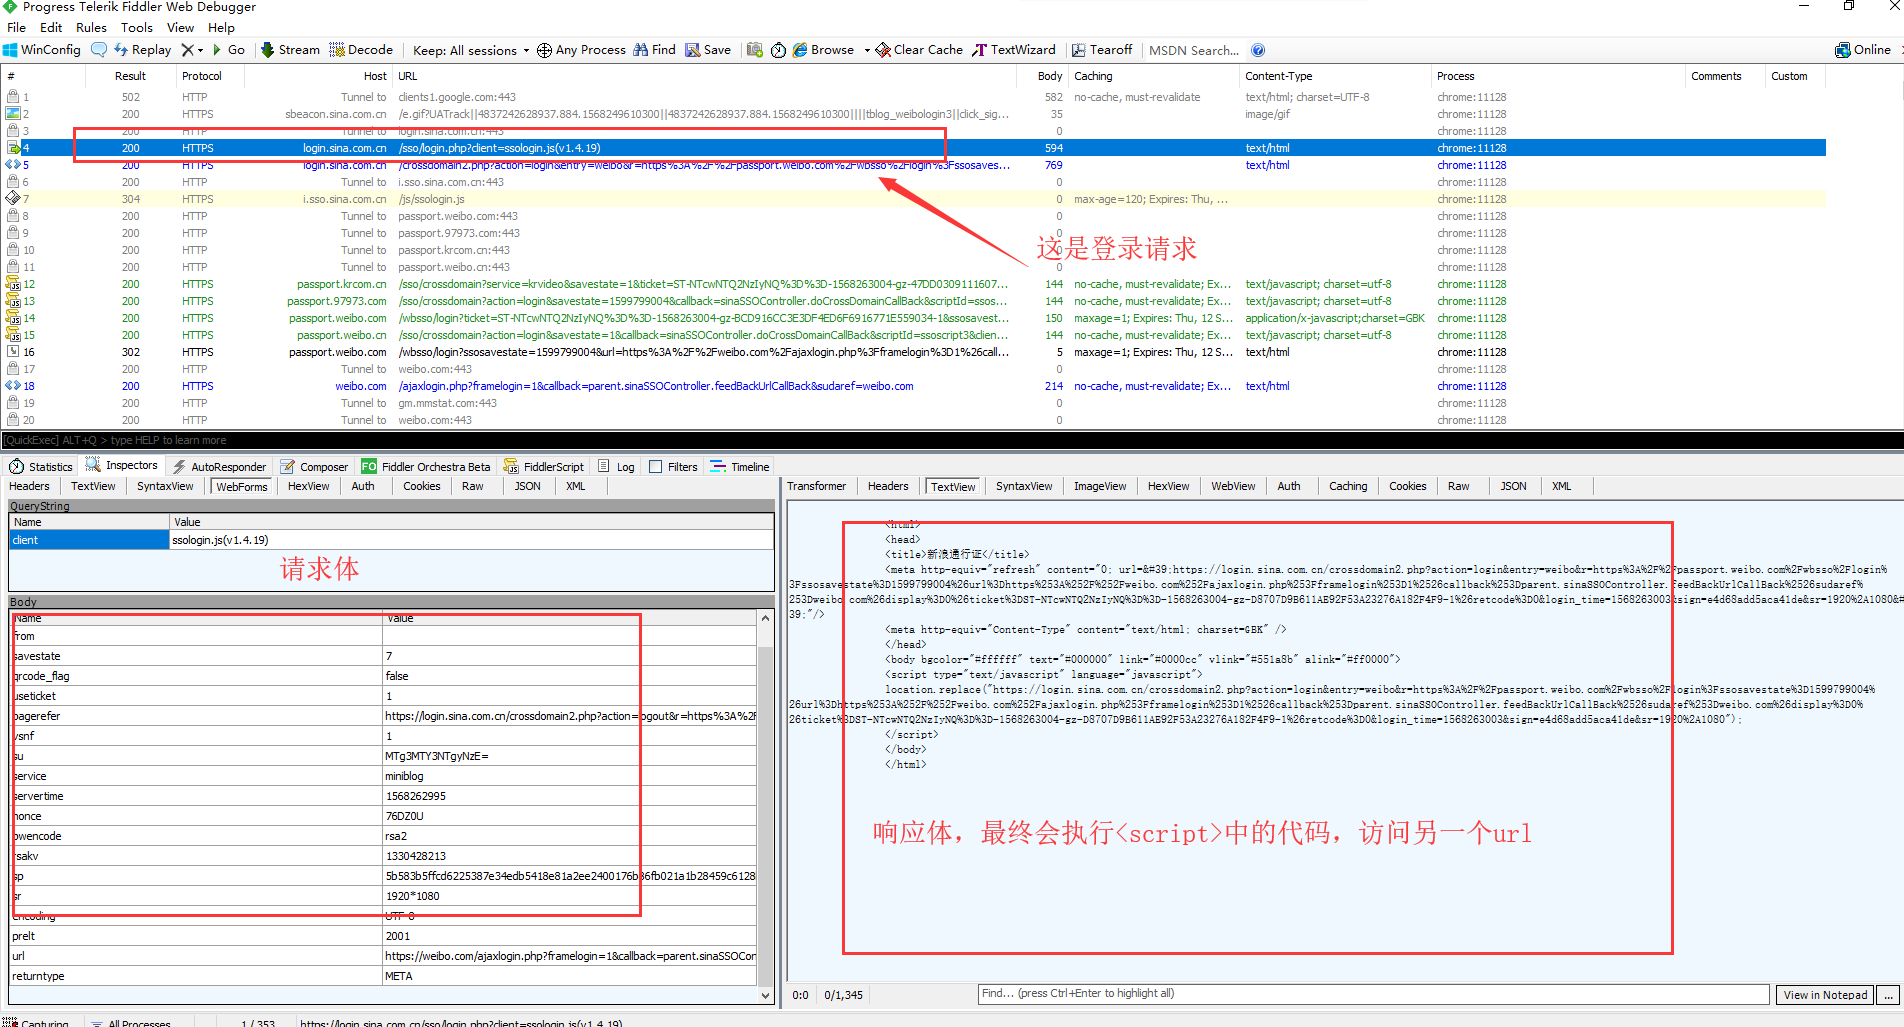 Progress Telerik Fiddler Web Debugger
File Edit Rules Tools View Help
WinConfig Replay Go Stream Decode Keep: All sessions Any Process Find Save Browse Clear Cache TextWizard Tearoff MSDN Search... Online
# Result Protocol Host URL Body Caching Content-Type Process Comments Custom
1 502 HTTP Tunnel to clients1.google.com:443 582 no-cache, must-revalidate text/html; charset=UTF-8 chrome:11128
2 200 HTTPS sbeacon.sina.com.cn /e.gif?UATrack||4837242628937.884.1568249610300||4837242628937.884.1568249610300||||tblog_weibologin3||click_sig... 35 image/gif chrome:11128
3 200 HTTP Tunnel to login.sina.com.cn:443 0 chrome:11128
4 200 HTTPS login.sina.com.cn /sso/login.php?client=ssologin.js(v1.4.19) 594 text/html chrome:11128
5 200 HTTPS login.sina.com.cn /crossdomain2.php?action=login&entry=weibo&r=https%3A%2F%2Fpassport.weibo.com%2Fwbsso%2Flogin%3Fssosaves... 769 text/html chrome:11128
6 200 HTTP Tunnel to i.sso.sina.com.cn:443 0 chrome:11128
7 304 HTTPS i.sso.sina.com.cn /js/ssologin.js 0 max-age=120; Expires: Thu, ... chrome:11128
8 200 HTTP Tunnel to passport.weibo.com:443 0 chrome:11128
9 200 HTTP Tunnel to passport.97973.com:443 0 chrome:11128
这是登录请求
10 200 HTTP Tunnel to passport.krcom.cn:443 0 chrome:11128
11 200 HTTP Tunnel to passport.weibo.cn:443 0 chrome:11128
12 200 HTTPS passport.krcom.cn /sso/crossdomain?service=krvideo&savestate=1&ticket=ST-NTcwNTQ2NzIyNQ%3D%3D-1568263004-gz-47DD0309111607... 144 no-cache, must-revalidate; Ex... text/javascript; charset=utf-8 chrome:11128
13 200 HTTPS passport.97973.com /sso/crossdomain?action=login&savestate=1599799004&callback=sinaSSOController.doCrossDomainCallBack&scriptId=ssos... 144 no-cache, must-revalidate; Ex... text/javascript; charset=utf-8 chrome:11128
14 200 HTTPS passport.weibo.com /wbsso/login?ticket=ST-NTcwNTQ2NzIyNQ%3D%3D-1568263004-gz-BCD916CC3E3DF4ED6F6916771E559034-1&ssosavest... 150 maxage=1; Expires: Thu, 12 S... application/x-javascript;charset=GBK chrome:11128
15 200 HTTPS passport.weibo.cn /sso/crossdomain?action=login&savestate=1&callback=sinaSSOController.doCrossDomainCallBack&scriptId=ssoscript3&clien... 144 no-cache, must-revalidate; Ex... text/javascript; charset=utf-8 chrome:11128
16 302 HTTPS passport.weibo.com /wbsso/login?ssosavestate=1599799004&url=https%3A%2F%2Fweibo.com%2Fajaxlogin.php%3Fframelogin%3D1%26call... 5 maxage=1; Expires: Thu, 12 S... text/html chrome:11128
17 200 HTTP Tunnel to weibo.com:443 0 chrome:11128
18 200 HTTPS weibo.com /ajaxlogin.php?framelogin=1&callback=parent.sinaSSOController.feedBackUrlCallBack&sudaref=weibo.com 214 no-cache, must-revalidate; Ex... text/html chrome:11128
19 200 HTTP Tunnel to gm.mmstat.com:443 0 chrome:11128
20 200 HTTP Tunnel to weibo.com:443 0 chrome:11128
[QuickExec] ALT+Q > type HELP to learn more
Statistics Inspectors AutoResponder Composer FO Fiddler Orchestra Beta FiddlerScript Log Filters Timeline
Headers TextView SyntaxView WebForms HexView Auth Cookies Raw JSON XML
QueryString
Name Value
client ssologin.js(v1.4.19)
请求体
Body
Name Value
from
savestate 7
qrcode_flag false
useticket 1
pagerefer https://login.sina.com.cn/crossdomain2.php?action=logout&r=https%3A%2F
vsnf 1
su MTg3MTY3NTgyNzE=
service miniblog
servertime 1568262995
nonce 76DZ0U
pwencode rsa2
rsakv 1330428213
sp 5b583b5ffcd6225387e34edb5418e81a2ee2400176b36fb021a1b28459c6128
sr 1920*1080
encoding UTF-8
prelt 2001
url https://weibo.com/ajaxlogin.php?framelogin=1&callback=parent.sinaSSOCon
returntype META
Transformer Headers TextView SyntaxView ImageView HexView WebView Auth Caching Cookies Raw JSON XML
<html>
<head>
<title>新浪通行证</title>
<meta http-equiv="refresh" content="0; url=&#39;https://login.sina.com.cn/crossdomain2.php?action=login&entry=weibo&r=https%3A%2F%2Fpassport.weibo.com%2Fwbsso%2Flogin%
3Fssosavestate%3D1599799004%26url%3Dhttps%253A%252F%252Fweibo.com%252Fajaxlogin.php%253Fframelogin%253D1%2526callback%253Dparent.sinaSSOController.feedBackUrlCallBack%2526sudaref%
253Dweibo.com%26display%3D0%26ticket%3DST-NTcwNTQ2NzIyNQ%3D%3D-1568263004-gz-D8707D9B611AE92F53A23276A182F4F9-1%26retcode%3D0&login_time=1568263003&sign=e4d68add5aca41de&sr=1920%2A1080&#
39;"/>
<meta http-equiv="Content-Type" content="text/html; charset=GBK" />
</head>
<body bgcolor="#ffffff" text="#000000" link="#0000cc" vlink="#551a8b" alink="#ff0000">
<script type="text/javascript" language="javascript">
location.replace("https://login.sina.com.cn/crossdomain2.php?action=login&entry=weibo&r=https%3A%2F%2Fpassport.weibo.com%2Fwbsso%2Flogin%3Fssosavestate%3D1599799004%
26url%3Dhttps%253A%252F%252Fweibo.com%252Fajaxlogin.php%253Fframelogin%253D1%2526callback%253Dparent.sinaSSOController.feedBackUrlCallBack%2526sudaref%253Dweibo.com%26display%3D0%
26ticket%3DST-NTcwNTQ2NzIyNQ%3D%3D-1568263004-gz-D8707D9B611AE92F53A23276A182F4F9-1%26retcode%3D0&login_time=1568263003&sign=e4d68add5aca41de&sr=1920%2A1080");
</script>
</body>
</html>
响应体，最终会执行<script>中的代码，访问另一个url
0:0 0/1,345 Find... (press Ctrl+Enter to highlight all) View in Notepad ...
Capturing All Processes 1 / 353 https://login.sina.com.cn/sso/login.php?client=ssologin.js(v1.4.19)